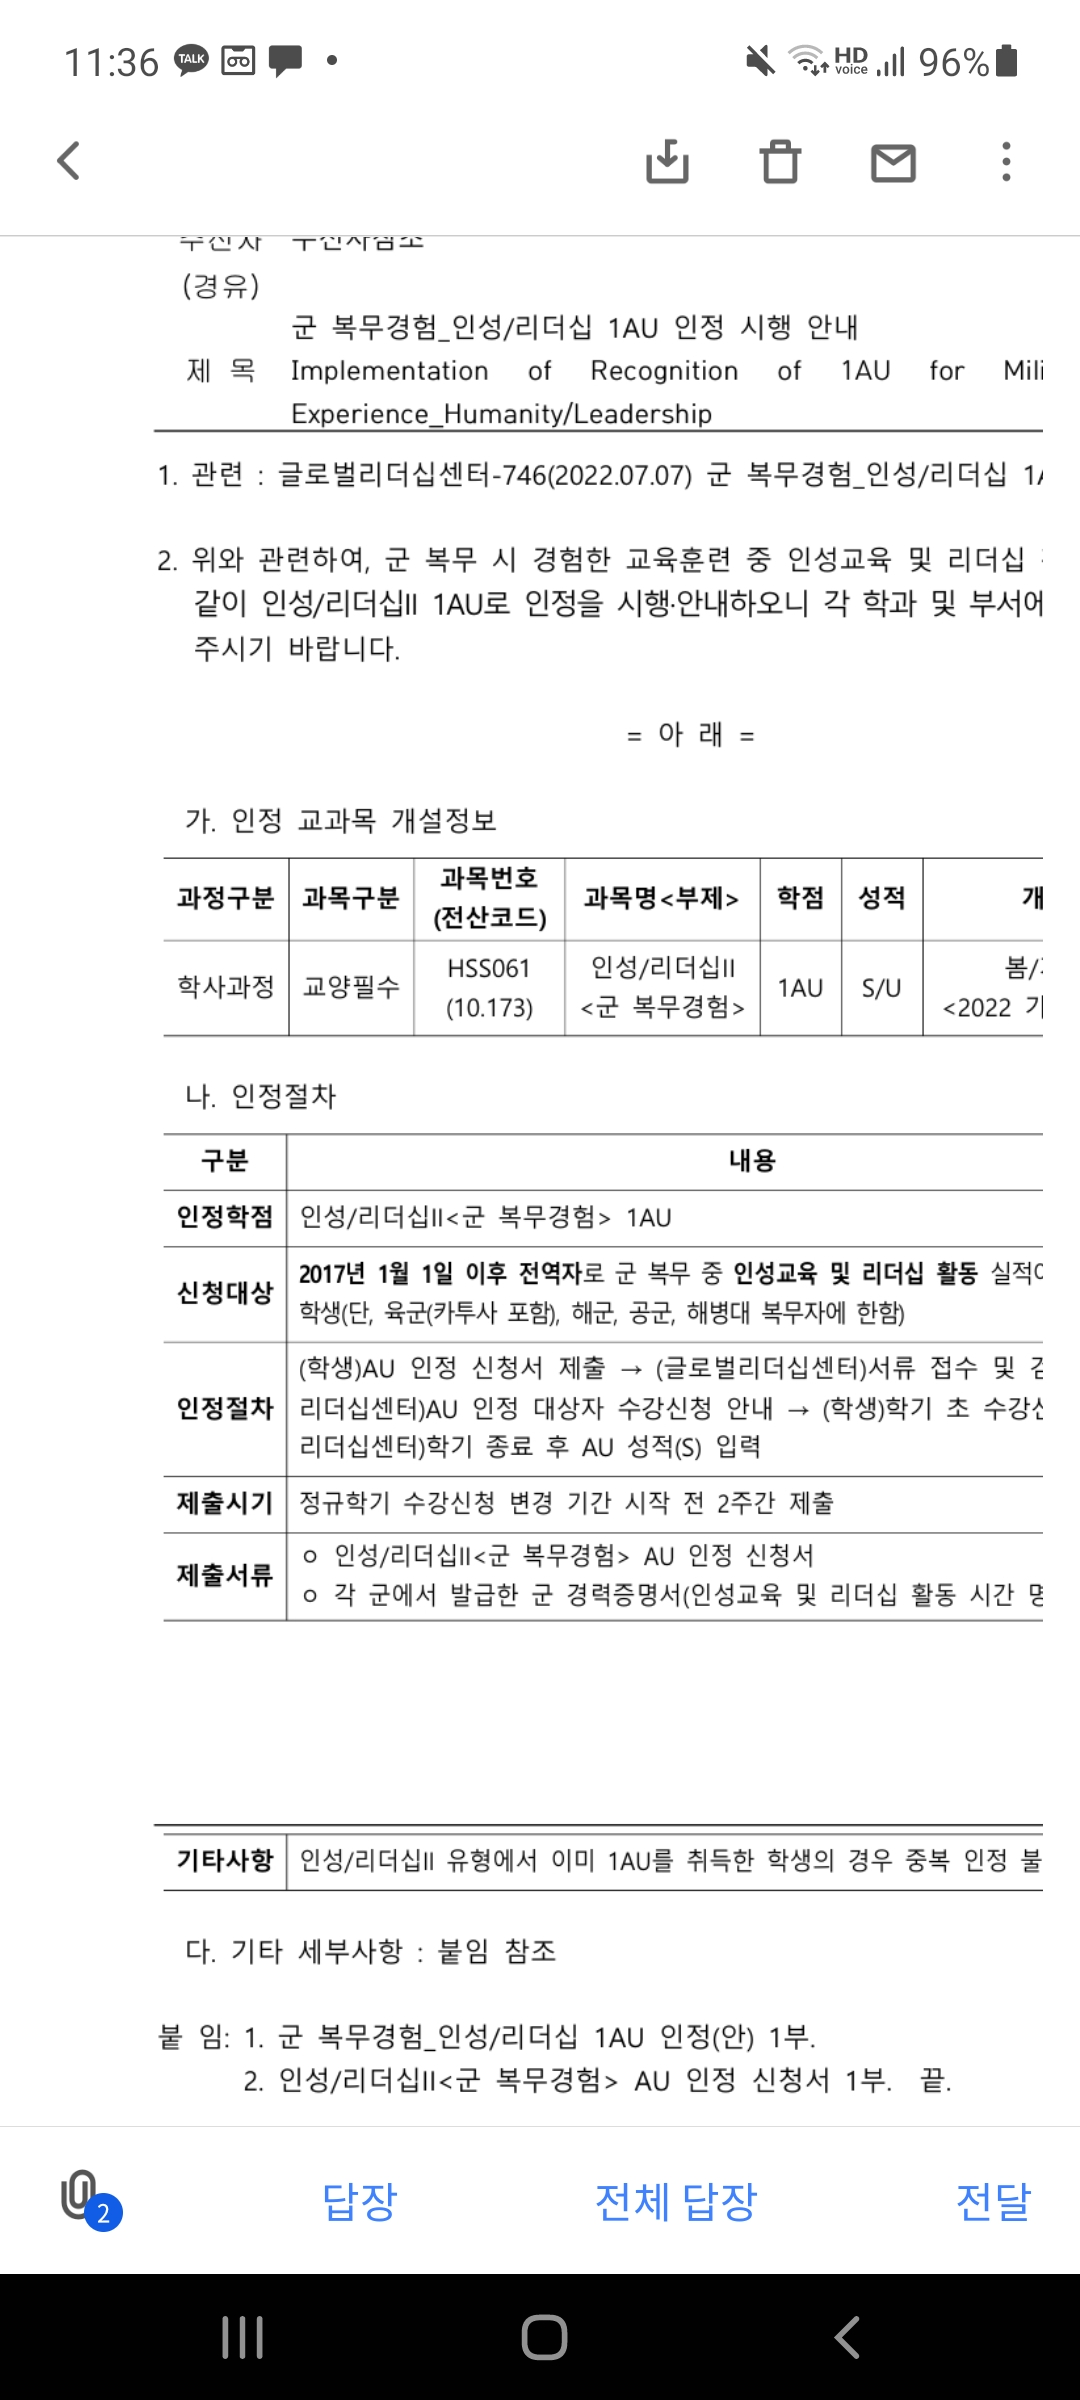 11:36 TALK HD voice 96%
(경유)
군 복무경험_인성/리더십 1AU 인정 시행 안내
제 목 Implementation of Recognition of 1AU for
Experience_Humanity/Leadership
1. 관련 : 글로벌리더십센터-746(2022.07.07) 군 복무경험_인성/리더십
2. 위와 관련하여, 군 복무 시 경험한 교육훈련 중 인성교육 및 리더십
같이 인성/리더십II 1AU로 인정을 시행·안내하오니 각 학과 및 부서에
주시기 바랍니다.
= 아 래 =
가. 인정 교과목 개설정보
과정구분 과목구분 과목번호 (전산코드) 과목명<부제> 학점 성적
학사과정 교양필수 HSS061 (10.173) 인성/리더십II <군 복무경험> 1AU S/U 봄/ <2022
나. 인정절차
구분 내용
인정학점 인성/리더십II<군 복무경험> 1AU
신청대상 2017년 1월 1일 이후 전역자로 군 복무 중 인성교육 및 리더십 활동
학생(단, 육군(카투사 포함), 해군, 공군, 해병대 복무자에 한함)
인정절차 (학생)AU 인정 신청서 제출 → (글로벌리더십센터)서류 접수 및
리더십센터)AU 인정 대상자 수강신청 안내 → (학생)학기 초
리더십센터)학기 종료 후 AU 성적(S) 입력
제출시기 정규학기 수강신청 변경 기간 시작 전 2주간 제출
제출서류 ○ 인성/리더십II<군 복무경험> AU 인정 신청서
○ 각 군에서 발급한 군 경력증명서(인성교육 및 리더십 활동 시간
기타사항 인성/리더십II 유형에서 이미 1AU를 취득한 학생의 경우 중복 인정 불
다. 기타 세부사항 : 붙임 참조
붙 임: 1. 군 복무경험_인성/리더십 1AU 인정(안) 1부.
2. 인성/리더십II<군 복무경험> AU 인정 신청서 1부. 끝.
2 답장 전체 답장 전달